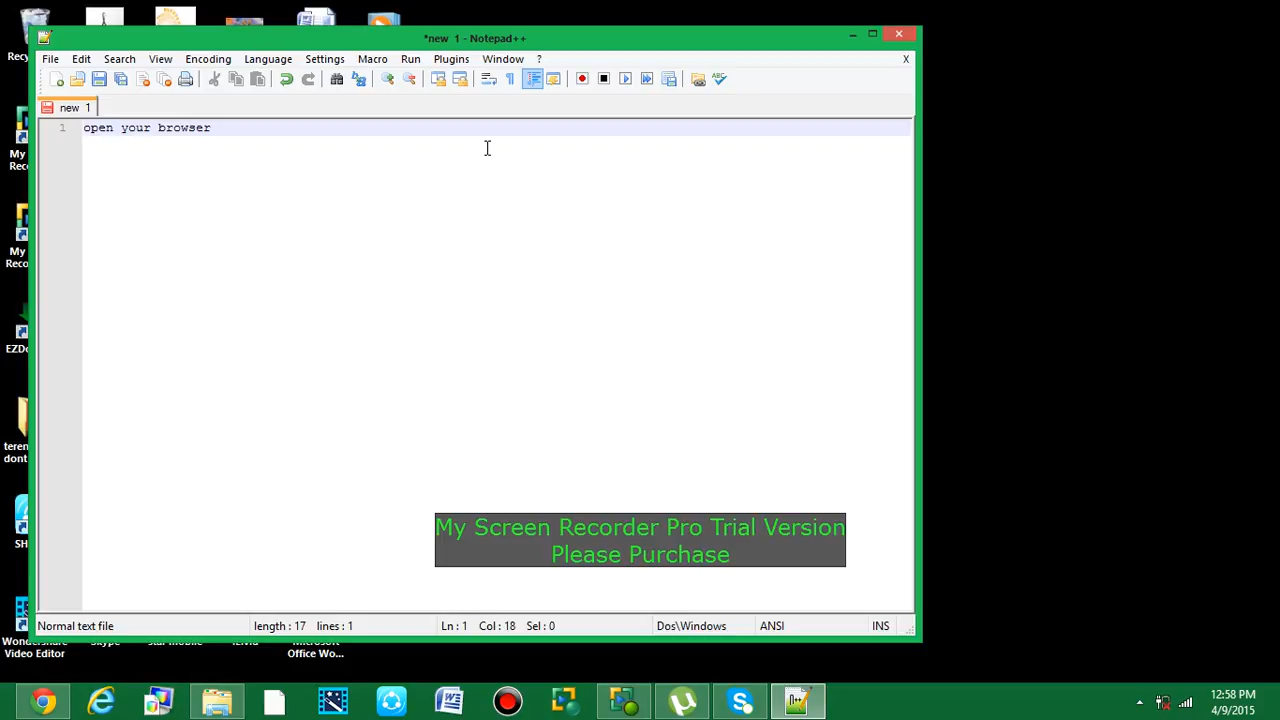 *new 1 - Notepad++
File Edit Search View Encoding Language Settings Macro Run Plugins Window ? X
new 1
1 open your browser
My Screen Recorder Pro Trial Version
Please Purchase
Normal text file length : 17 lines : 1 Ln : 1 Col : 18 Sel : 0 Dos\Windows ANSI INS
My
My
Video Editor
Office Wo...
12:58 PM
4/9/2015